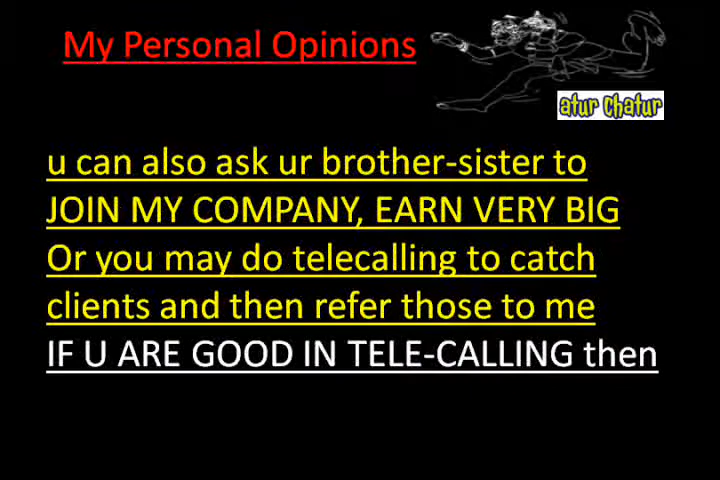 My Personal Opinions
atur chatur
u can also ask ur brother-sister to
JOIN MY COMPANY, EARN VERY BIG
Or you may do telecalling to catch
clients and then refer those to me
IF U ARE GOOD IN TELE-CALLING then